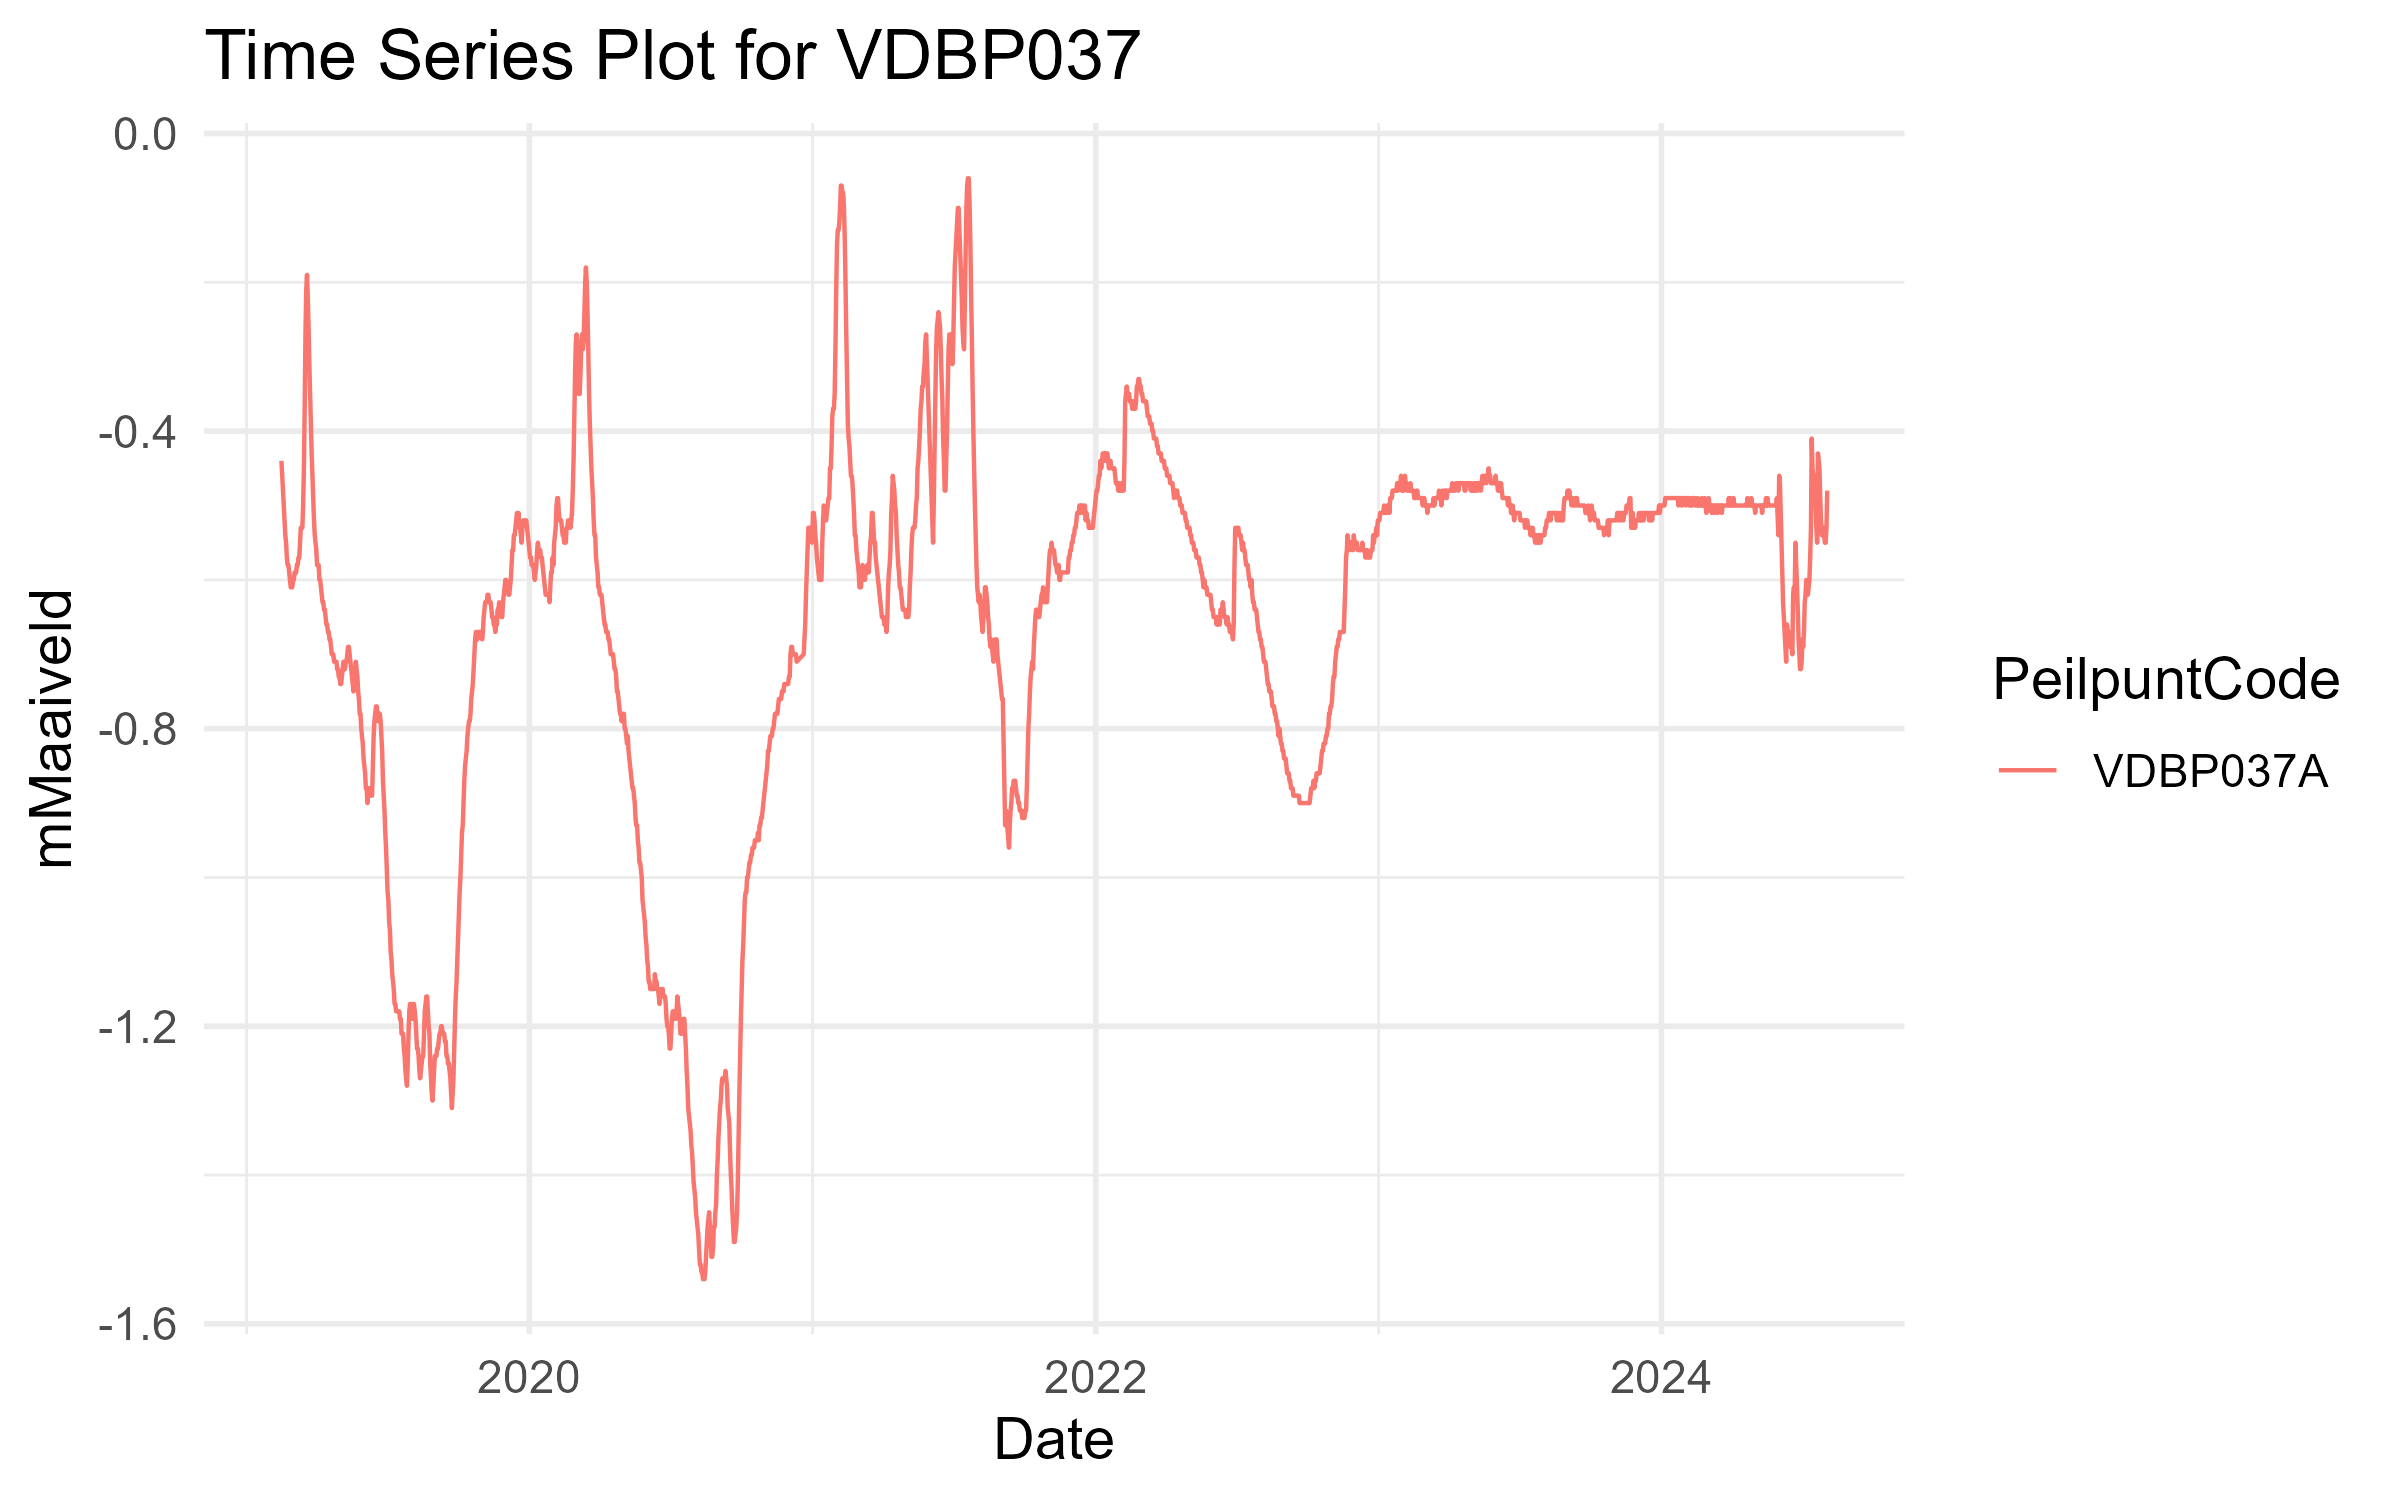 Time Series Plot for VDBP037
0.0
-0.4
-0.8
-1.2
-1.6
mMaaiveld
2020
2022
2024
Date
PeilpuntCode
VDBP037A